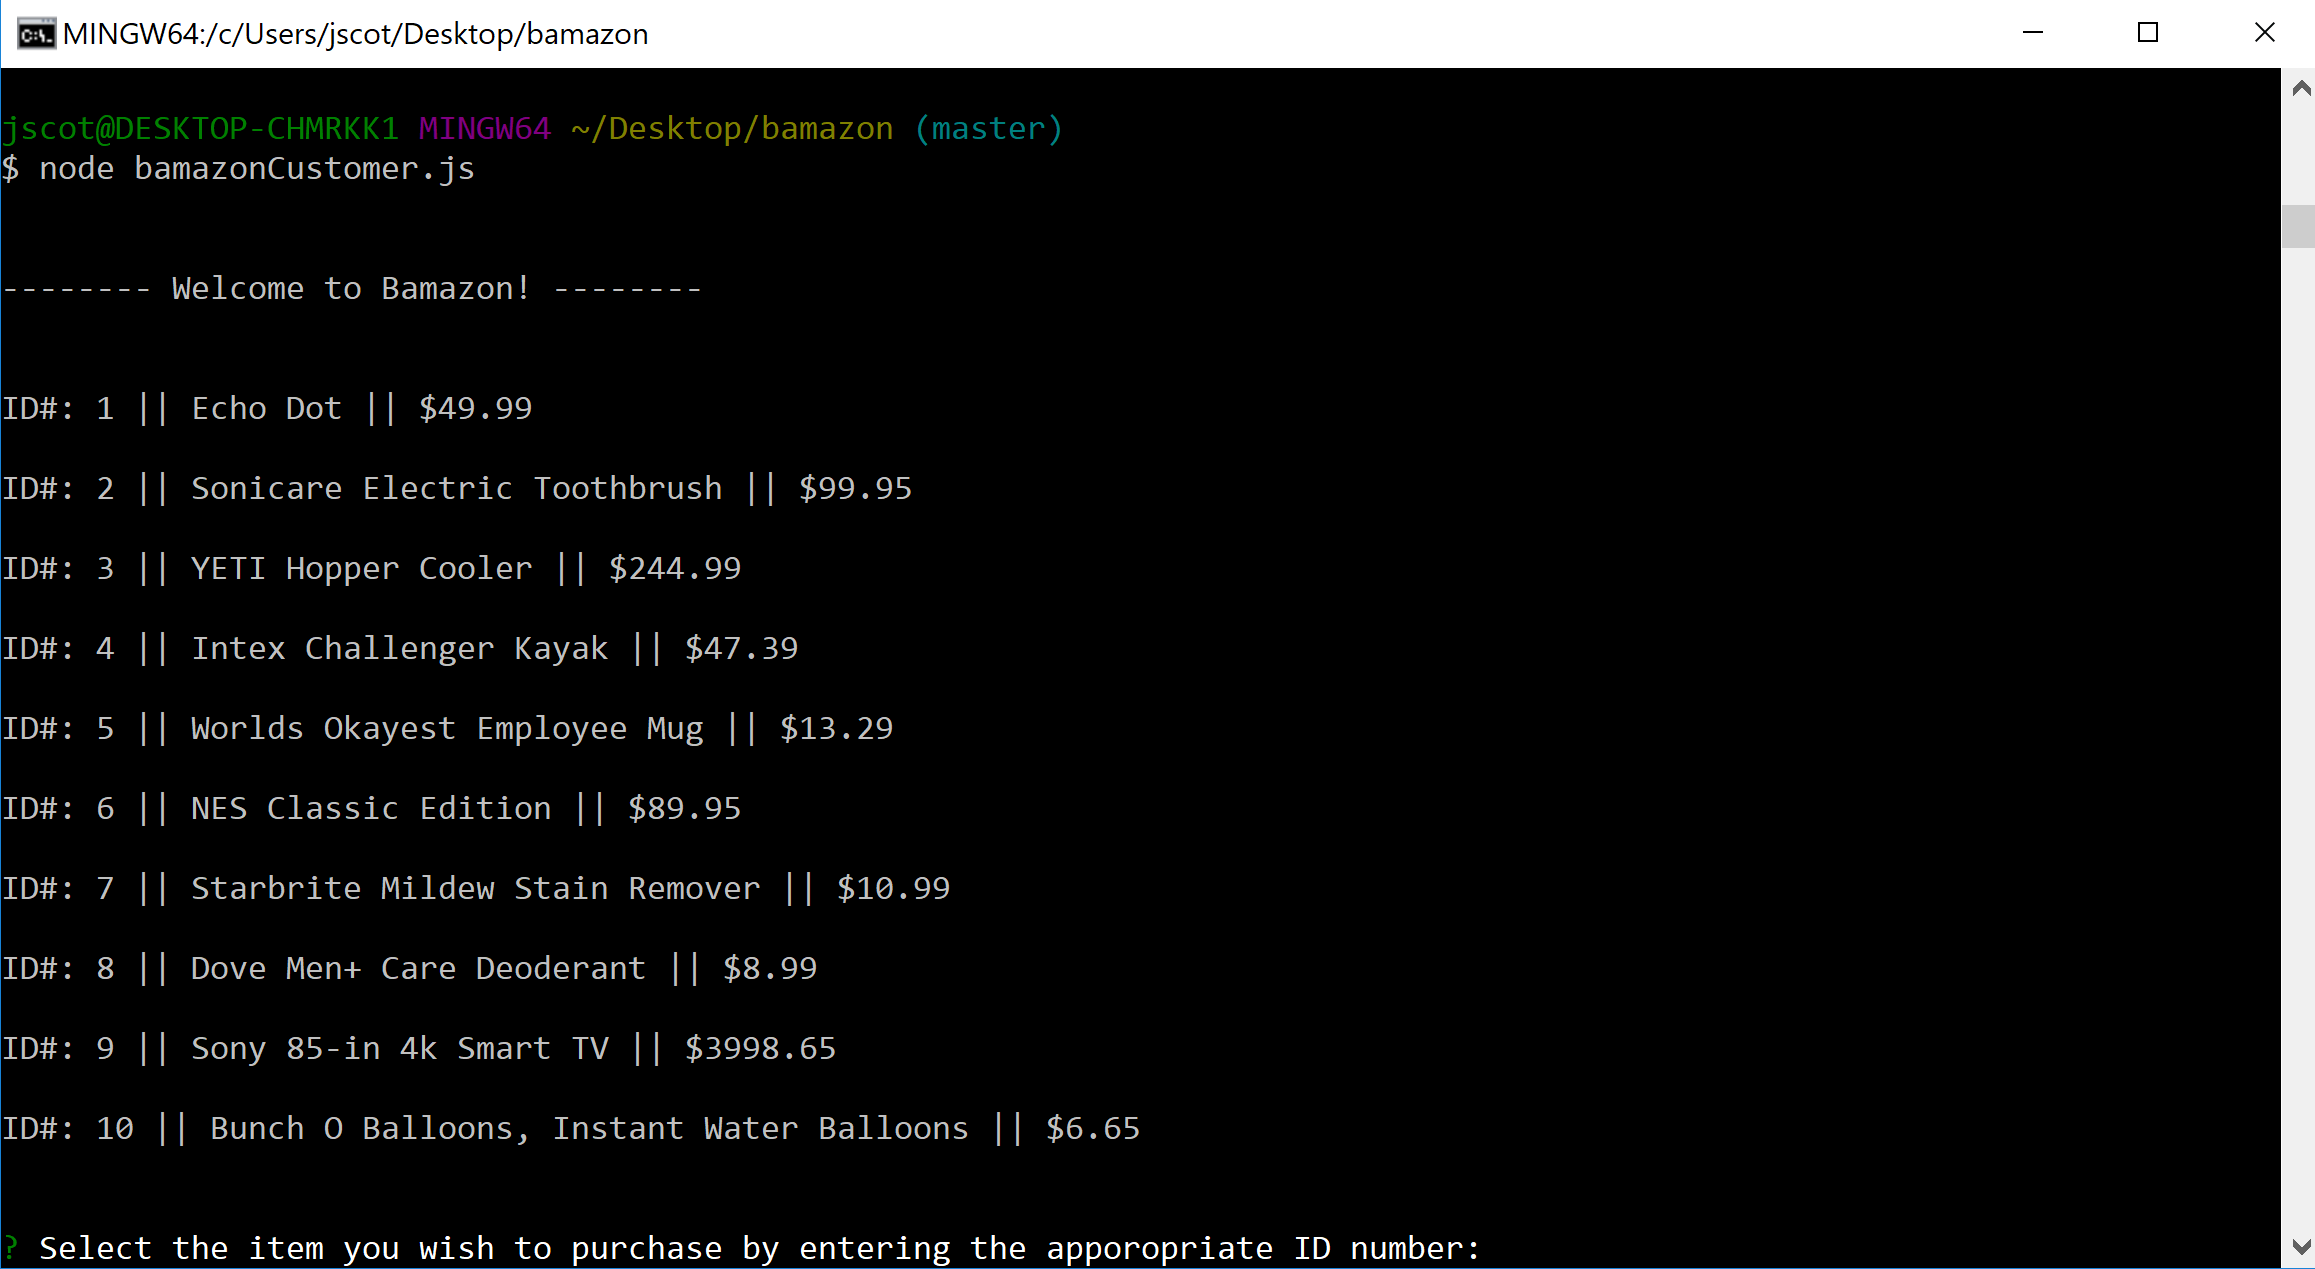 MINGW64:/c/Users/jscot/Desktop/bamazon
jscot@DESKTOP-CHMRKK1 MINGW64 ~/Desktop/bamazon (master)
$ node bamazonCustomer.js
-------- Welcome to Bamazon! --------
ID#: 1 || Echo Dot || $49.99
ID#: 2 || Sonicare Electric Toothbrush || $99.95
ID#: 3 || YETI Hopper Cooler || $244.99
ID#: 4 || Intex Challenger Kayak || $47.39
ID#: 5 || Worlds Okayest Employee Mug || $13.29
ID#: 6 || NES Classic Edition || $89.95
ID#: 7 || Starbrite Mildew Stain Remover || $10.99
ID#: 8 || Dove Men+ Care Deoderant || $8.99
ID#: 9 || Sony 85-in 4k Smart TV || $3998.65
ID#: 10 || Bunch O Balloons, Instant Water Balloons || $6.65
? Select the item you wish to purchase by entering the apporopriate ID number: